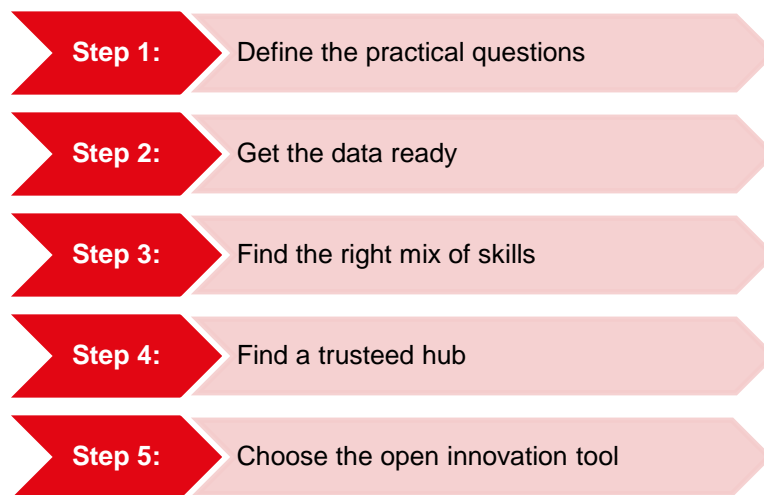 Step 1: Define the practical questions
Step 2: Get the data ready
Step 3: Find the right mix of skills
Step 4: Find a trusteed hub
Step 5: Choose the open innovation tool